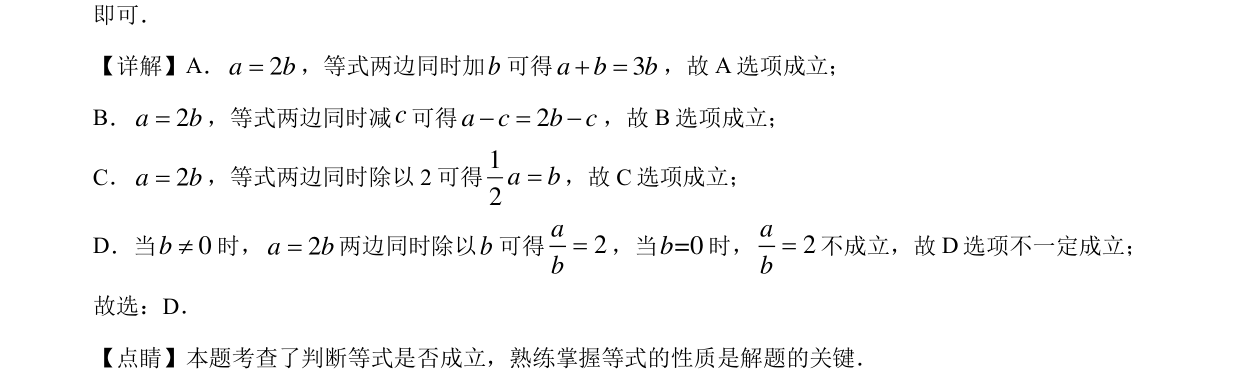 即可．
【详解】A．a = 2b，等式两边同时加b可得a + b = 3b，故 A 选项成立；
B．a = 2b，等式两边同时减c可得a − c = 2b − c，故 B 选项成立；
C．a = 2b，等式两边同时除以 2 可得\frac{1}{2}a = b，故 C 选项成立；
D．当b ≠ 0时，a = 2b两边同时除以b可得\frac{a}{b} = 2，当b=0时，\frac{a}{b} = 2不成立，故 D 选项不一定成立；
故选：D．
【点睛】本题考查了判断等式是否成立，熟练掌握等式的性质是解题的关键．